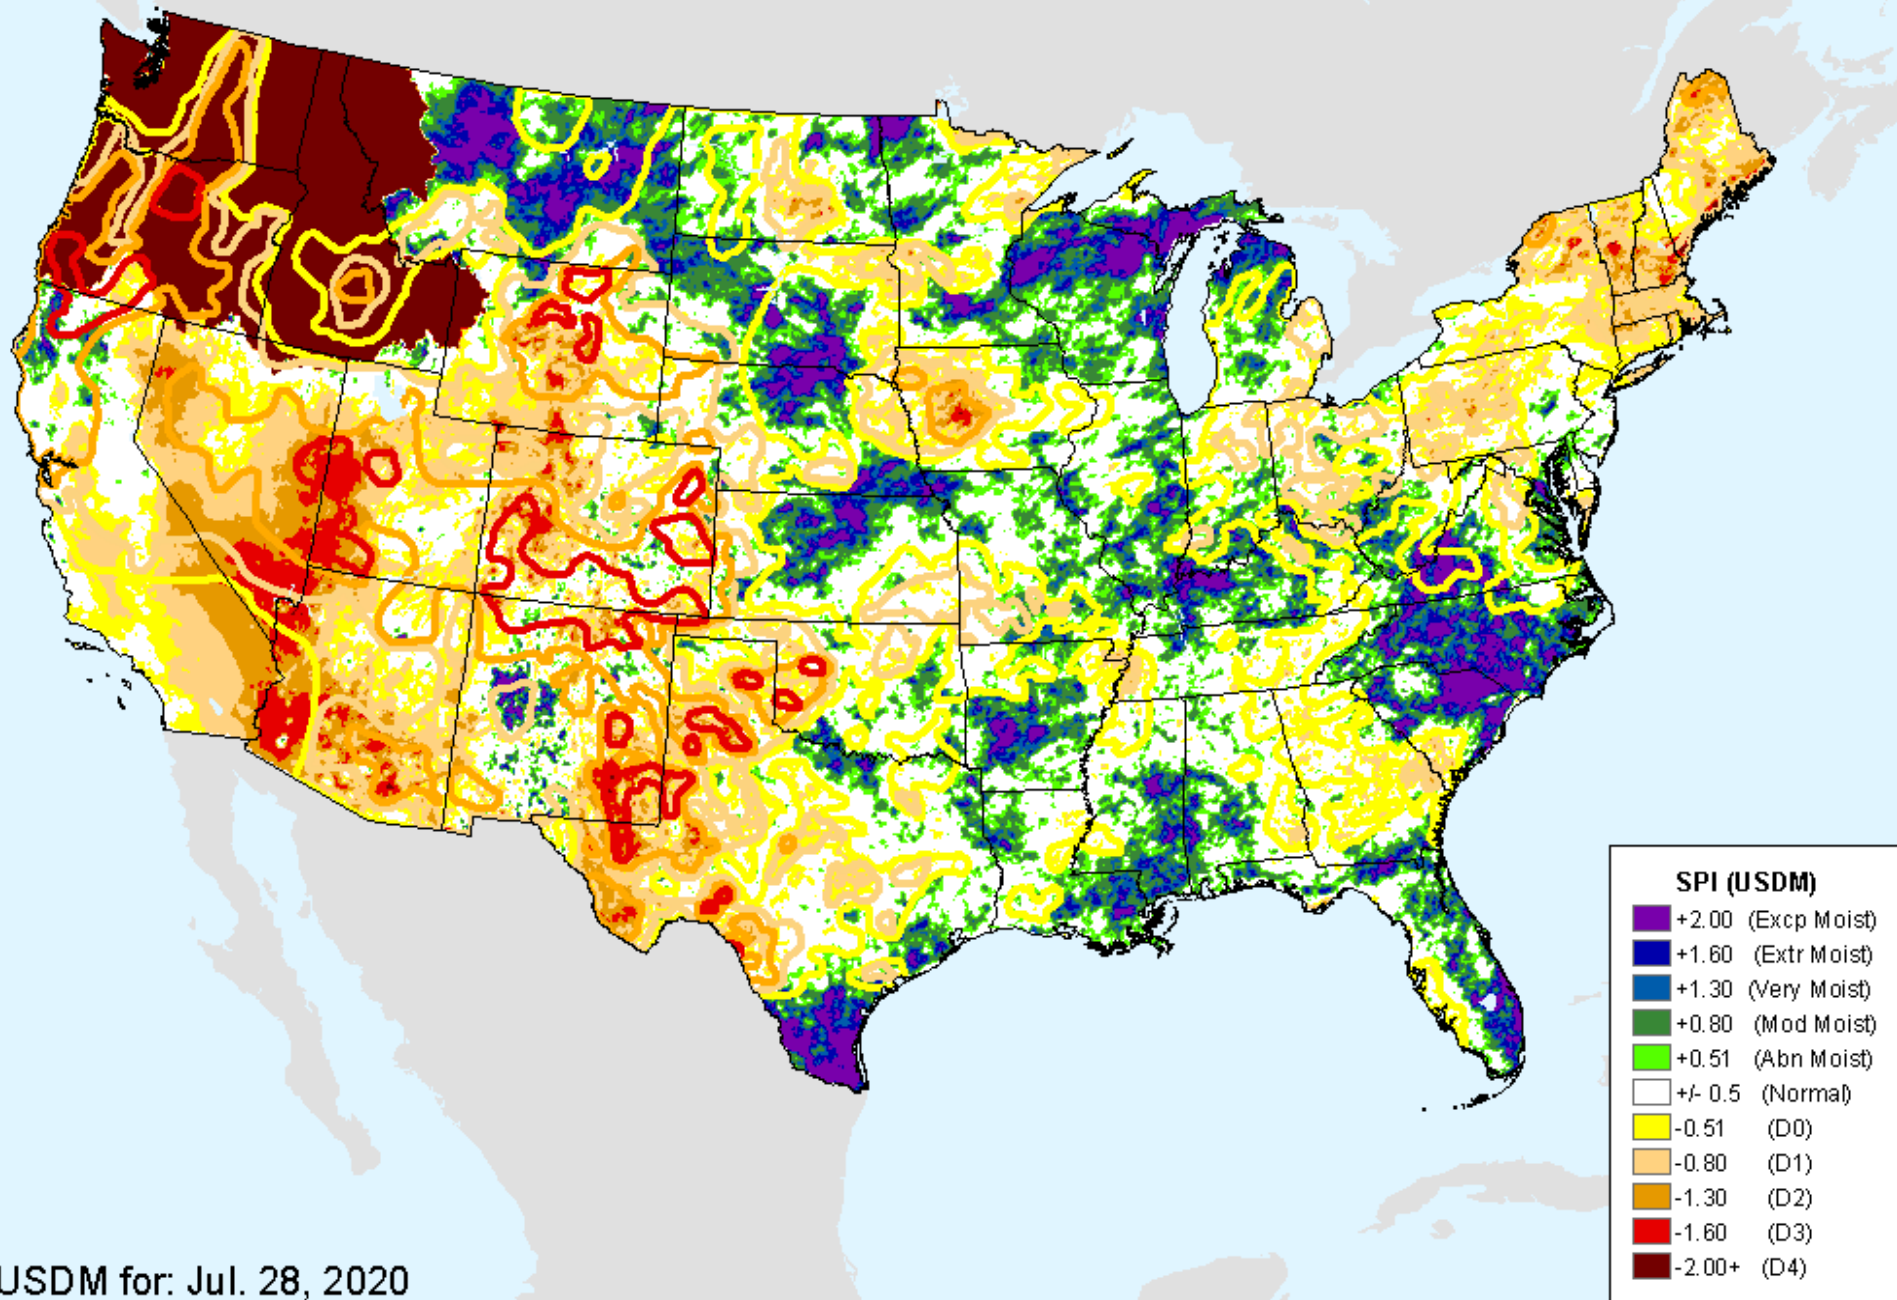 SPI (USDM)
+2.00 (Excp Moist)
+1.60 (Extr Moist)
+1.30 (Very Moist)
+0.80 (Mod Moist)
+0.51 (Abn Moist)
+/- 0.5 (Normal)
-0.51 (D0)
-0.80 (D1)
-1.30 (D2)
-1.60 (D3)
-2.00+ (D4)
USDM for: Jul. 28, 2020